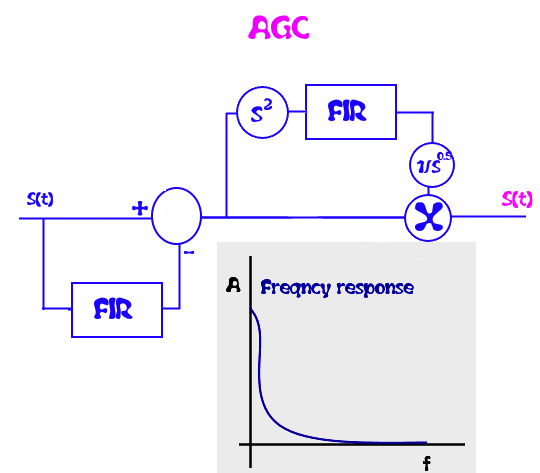 AGC
S²
FIR
1/S^0.5
S(t)
+
X
S(t)
-
FIR
A Freqncy response
f